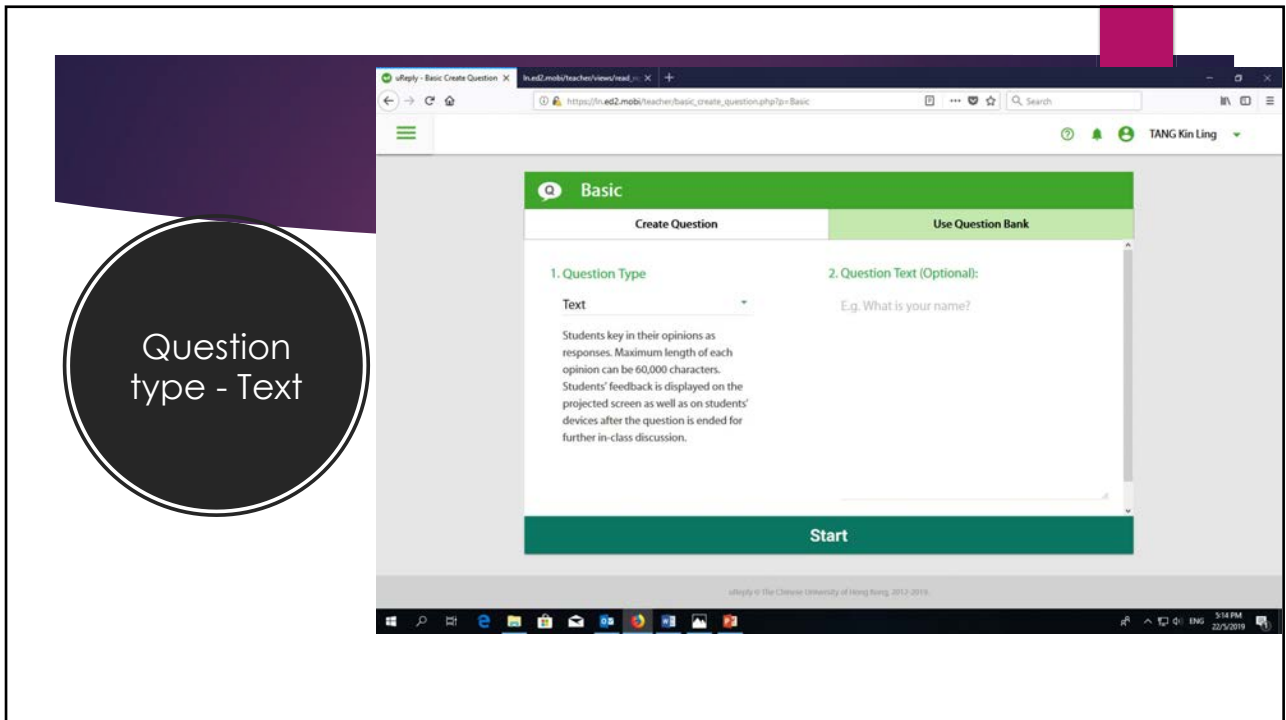 Question
type - Text
uReply - Basic Create Question
https://ln.ed2.mobi/teacher/basic_create_question.php?p=Basic
Search
TANG Kin Ling
Q Basic
Create Question
Use Question Bank
1. Question Type
Text
Students key in their opinions as
responses. Maximum length of each
opinion can be 60,000 characters.
Students' feedback is displayed on the
projected screen as well as on students'
devices after the question is ended for
further in-class discussion.
2. Question Text (Optional):
E.g. What is your name?
Start
uReply © The Chinese University of Hong Kong, 2012-2019.
ENG
5:14 PM
22/5/2019